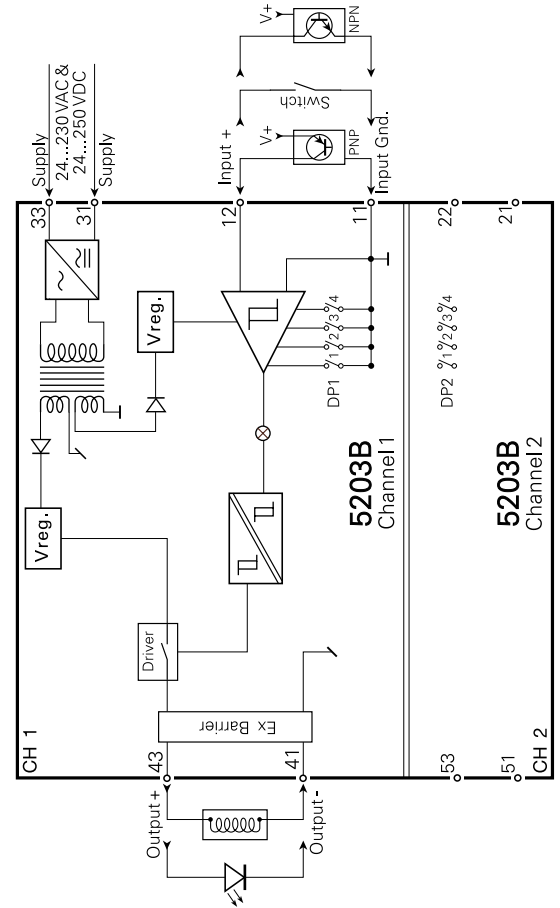 CH 1
43
Output +
41
Output -
Ex Barrier
Driver
Vreg.
Vreg.
33
Supply
24...230 VAC &
24...250 VDC
31
Supply
12
Input +
11
Input Gnd.
V+
PNP
Switch
V+
NPN
DP1
1 2 3 4
5203B
Channel 1
DP2
1 2 3 4
5203B
Channel 2
53
51
22
21
CH 2